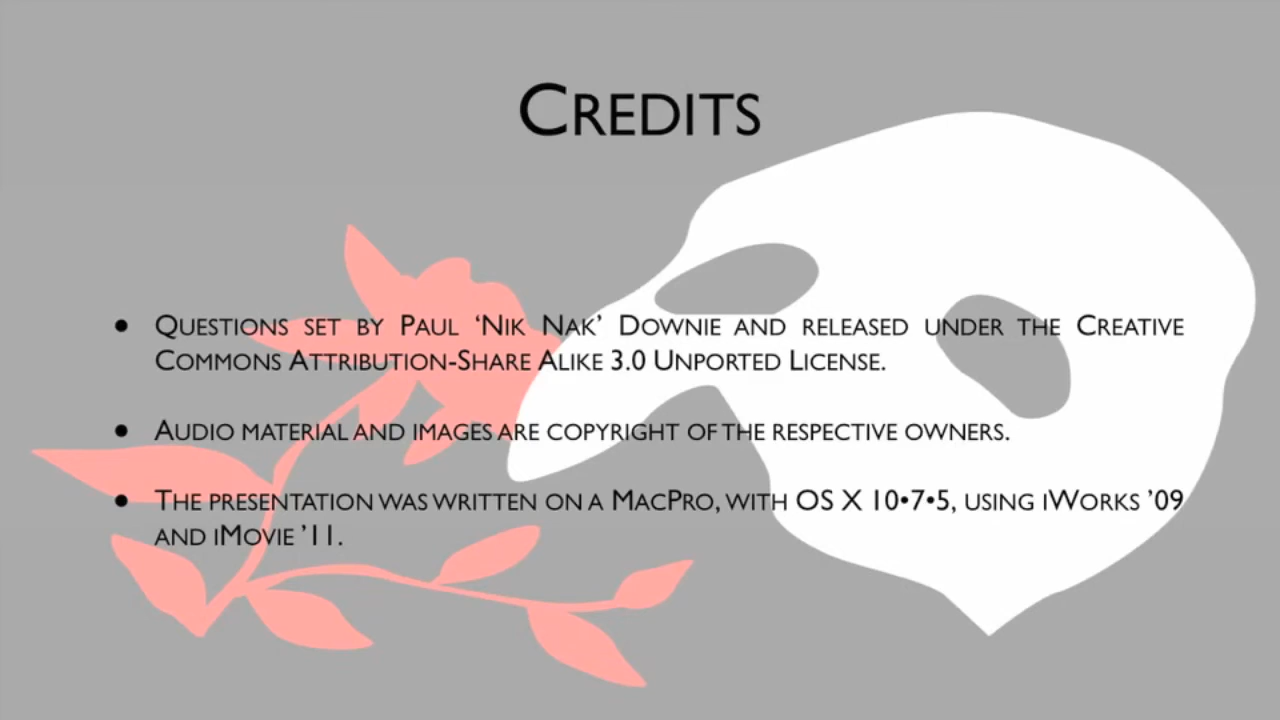 CREDITS
• QUESTIONS SET BY PAUL ‘NIK NAK’ DOWNIE AND RELEASED UNDER THE CREATIVE
COMMONS ATTRIBUTION-SHARE ALIKE 3.0 UNPORTED LICENSE.
• AUDIO MATERIAL AND IMAGES ARE COPYRIGHT OF THE RESPECTIVE OWNERS.
• THE PRESENTATION WAS WRITTEN ON A MACPRO, WITH OS X 10•7•5, USING IWORKS ’09
AND IMOVIE ’11.